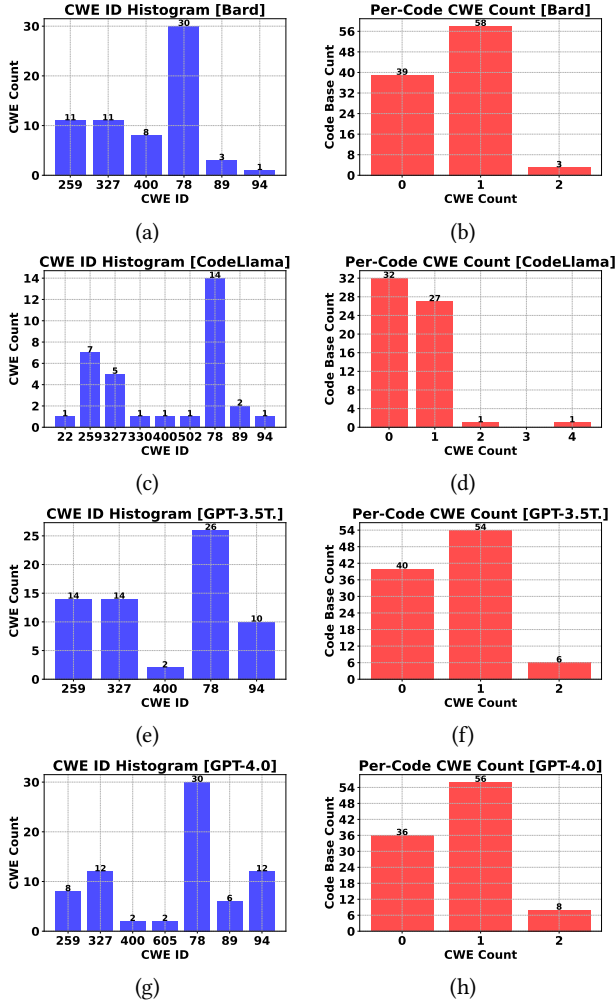 CWE ID Histogram [Bard]
CWE Count
30
20
10
0
11 11 8 30 3 1
259 327 400 78 89 94
CWE ID
(a)
Per-Code CWE Count [Bard]
Code Base Cunt
56
48
40
32
24
16
8
0
39 58 3
0 1 2
CWE Count
(b)
CWE ID Histogram [CodeLlama]
CWE Count
14
12
10
8
6
4
2
0
1 7 5 1 1 1 14 2 1
22 259 327 330 400 502 78 89 94
CWE ID
(c)
Per-Code CWE Count [CodeLlama]
Code Base Count
32
28
24
20
16
12
8
4
0
32 27 1 1
0 1 2 3 4
CWE Count
(d)
CWE ID Histogram [GPT-3.5T.]
CWE Count
25
20
15
10
5
0
14 14 2 26 10
259 327 400 78 94
CWE ID
(e)
Per-Code CWE Count [GPT-3.5T.]
Code Base Count
54
48
42
36
30
24
18
12
6
0
40 54 6
0 1 2
CWE Count
(f)
CWE ID Histogram [GPT-4.0]
CWE Count
30
20
10
0
8 12 2 2 30 6 12
259 327 400 605 78 89 94
CWE ID
(g)
Per-Code CWE Count [GPT-4.0]
Code Base Count
54
48
42
36
30
24
18
12
6
0
36 56 8
0 1 2
CWE Count
(h)